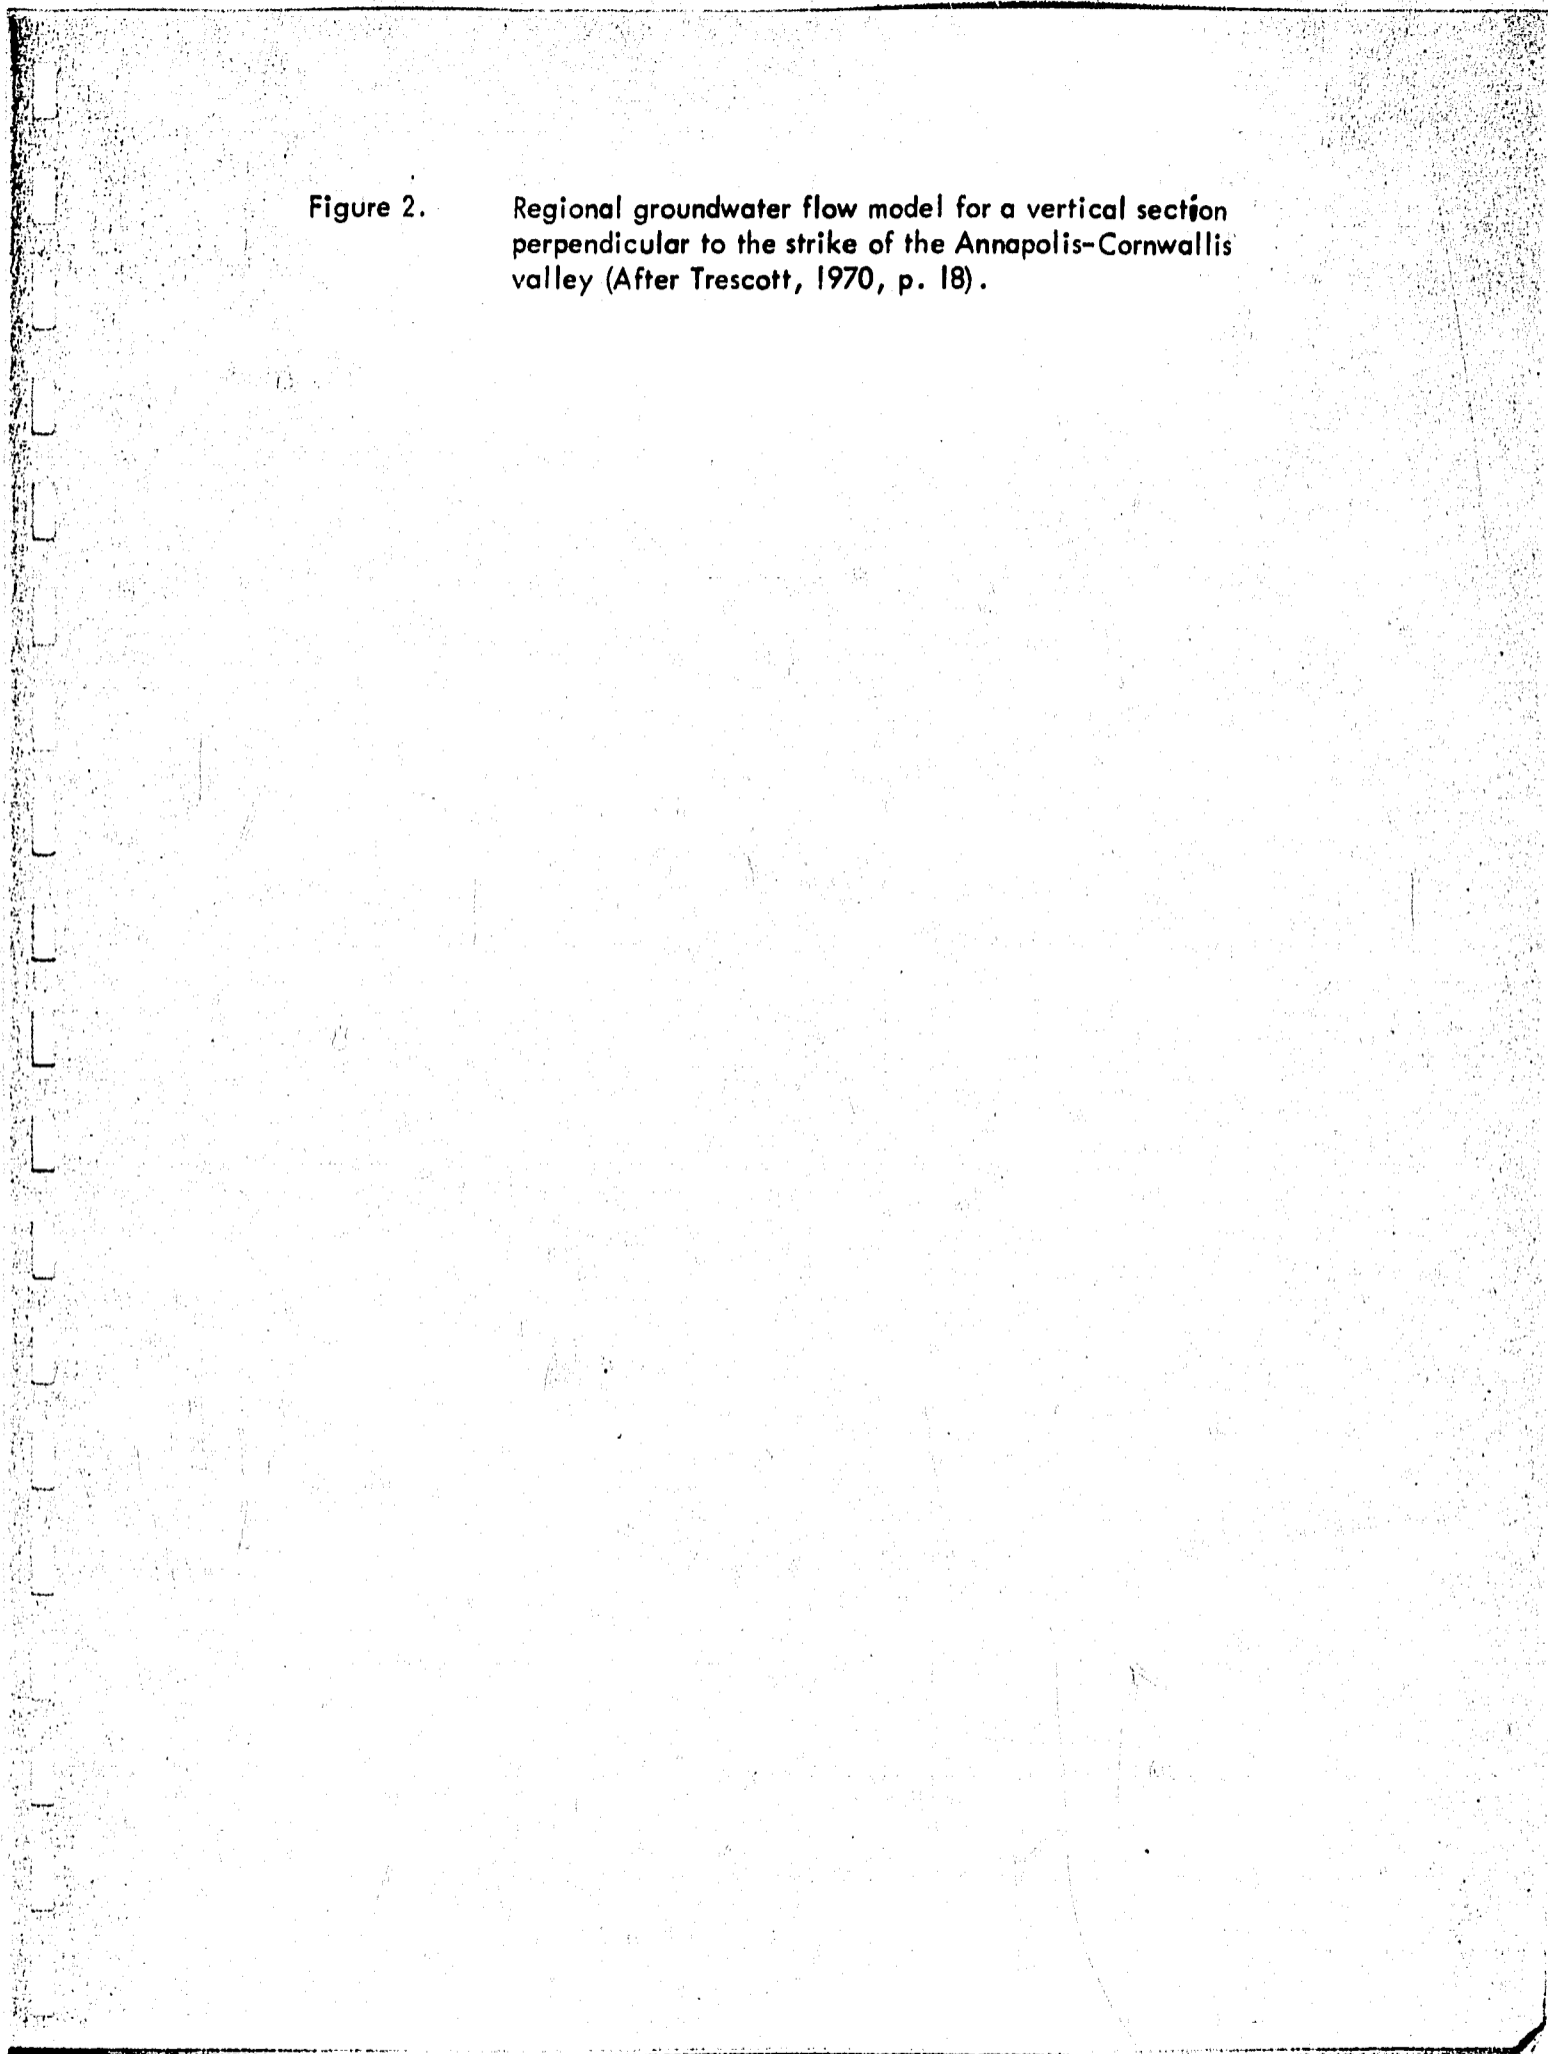 Figure 2. Regional groundwater flow model for a vertical section
perpendicular to the strike of the Annapolis-Cornwallis
valley (After Trescott, 1970, p. 18).